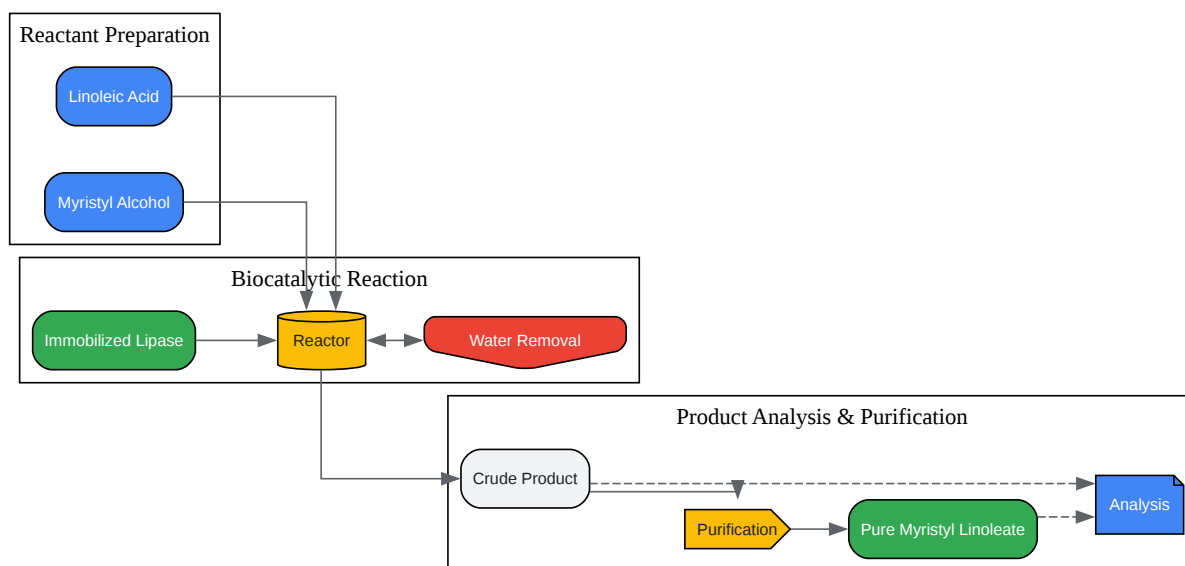 Reactant Preparation
Linoleic Acid
Myristyl Alcohol
Biocatalytic Reaction
Immobilized Lipase
Reactor
Water Removal
Product Analysis & Purification
Crude Product
Purification
Pure Myristyl Linoleate
Analysis